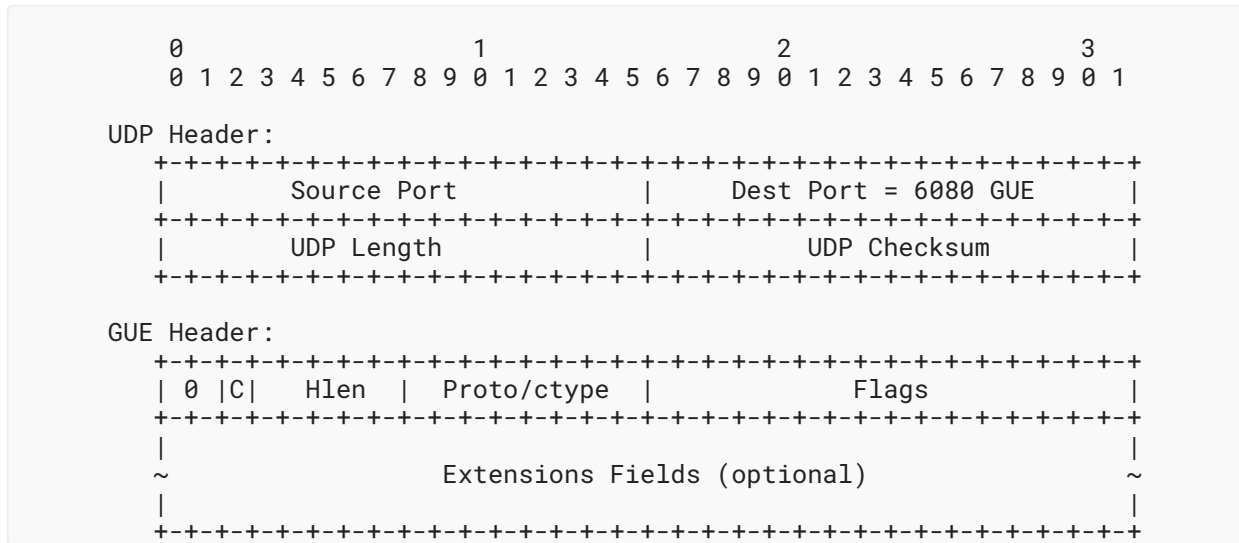 0                   1                   2                   3
    0 1 2 3 4 5 6 7 8 9 0 1 2 3 4 5 6 7 8 9 0 1 2 3 4 5 6 7 8 9 0 1

UDP Header:
   +-+-+-+-+-+-+-+-+-+-+-+-+-+-+-+-+-+-+-+-+-+-+-+-+-+-+-+-+-+-+-+-+
   |        Source Port            |     Dest Port = 6080 GUE      |
   +-+-+-+-+-+-+-+-+-+-+-+-+-+-+-+-+-+-+-+-+-+-+-+-+-+-+-+-+-+-+-+-+
   |        UDP Length             |          UDP Checksum         |
   +-+-+-+-+-+-+-+-+-+-+-+-+-+-+-+-+-+-+-+-+-+-+-+-+-+-+-+-+-+-+-+-+

GUE Header:
   +-+-+-+-+-+-+-+-+-+-+-+-+-+-+-+-+-+-+-+-+-+-+-+-+-+-+-+-+-+-+-+-+
   | 0 |C|   Hlen  |  Proto/ctype  |             Flags             |
   +-+-+-+-+-+-+-+-+-+-+-+-+-+-+-+-+-+-+-+-+-+-+-+-+-+-+-+-+-+-+-+-+
   |                                                               |
   ~                  Extensions Fields (optional)                 ~
   |                                                               |
   +-+-+-+-+-+-+-+-+-+-+-+-+-+-+-+-+-+-+-+-+-+-+-+-+-+-+-+-+-+-+-+-+